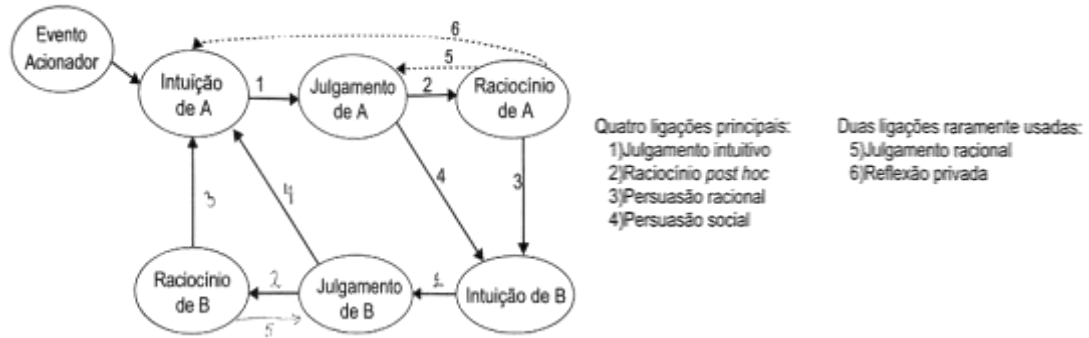 6
Evento
Acionador
5
Intuição
de A
1
Julgamento
de A
2
Raciocínio
de A
Quatro ligações principais:
1)Julgamento intuitivo
2)Raciocínio post hoc
3)Persuasão racional
4)Persuasão social
Duas ligações raramente usadas:
5)Julgamento racional
6)Reflexão privada
3
4
4
3
Raciocínio
de B
2
Julgamento
de B
1
Intuição de B
5